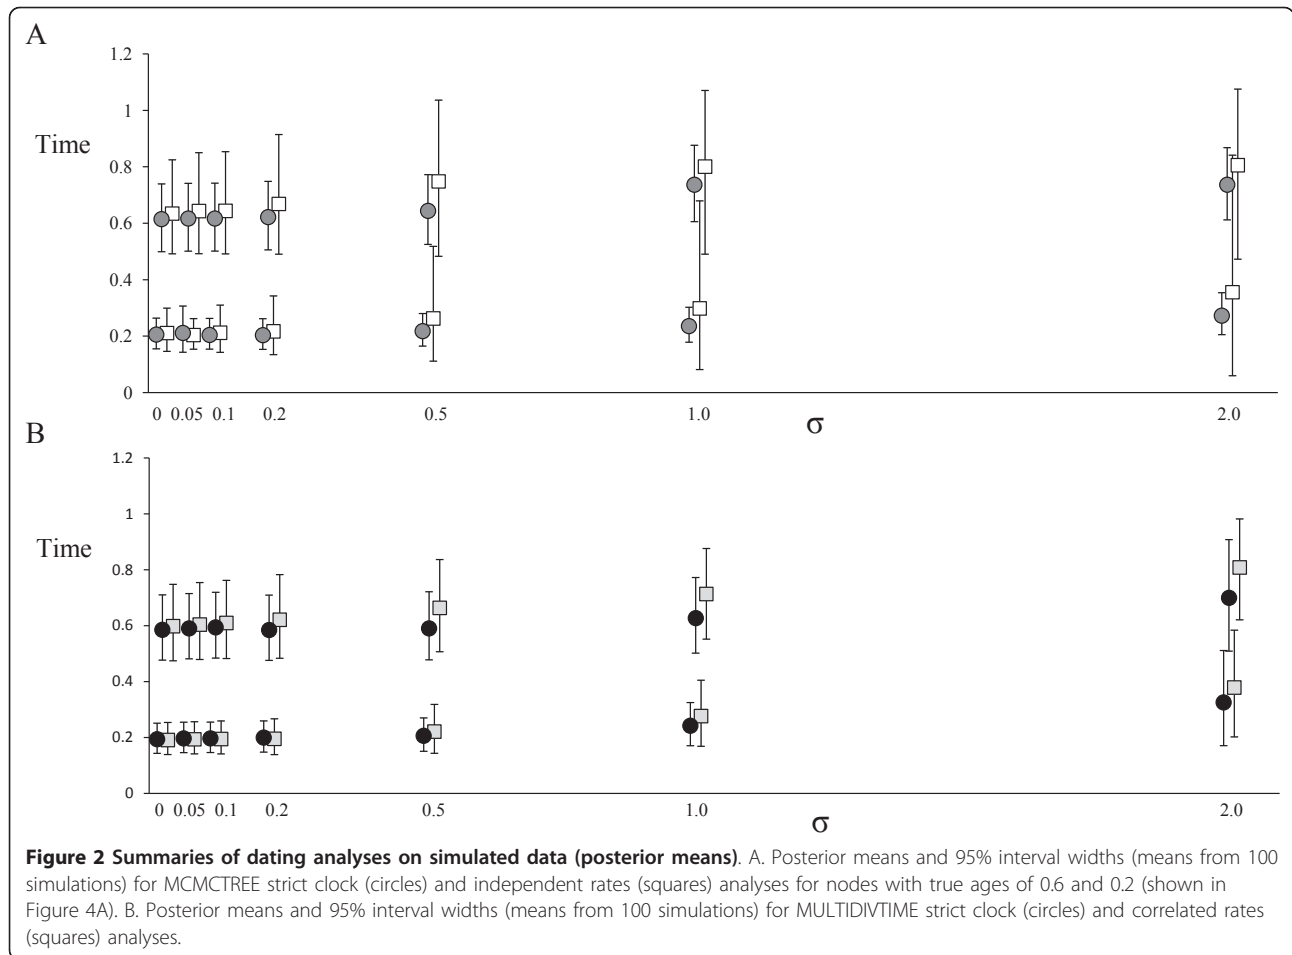 A
1.2
1
Time
0.8
0.6
0.4
0.2
0
0 0.05 0.1 0.2 0.5 1.0 2.0
σ
B
1.2
1
Time
0.8
0.6
0.4
0.2
0
0 0.05 0.1 0.2 0.5 1.0 2.0
σ
Figure 2 Summaries of dating analyses on simulated data (posterior means). A. Posterior means and 95% interval widths (means from 100
simulations) for MCMCTREE strict clock (circles) and independent rates (squares) analyses for nodes with true ages of 0.6 and 0.2 (shown in
Figure 4A). B. Posterior means and 95% interval widths (means from 100 simulations) for MULTIDIVTIME strict clock (circles) and correlated rates
(squares) analyses.